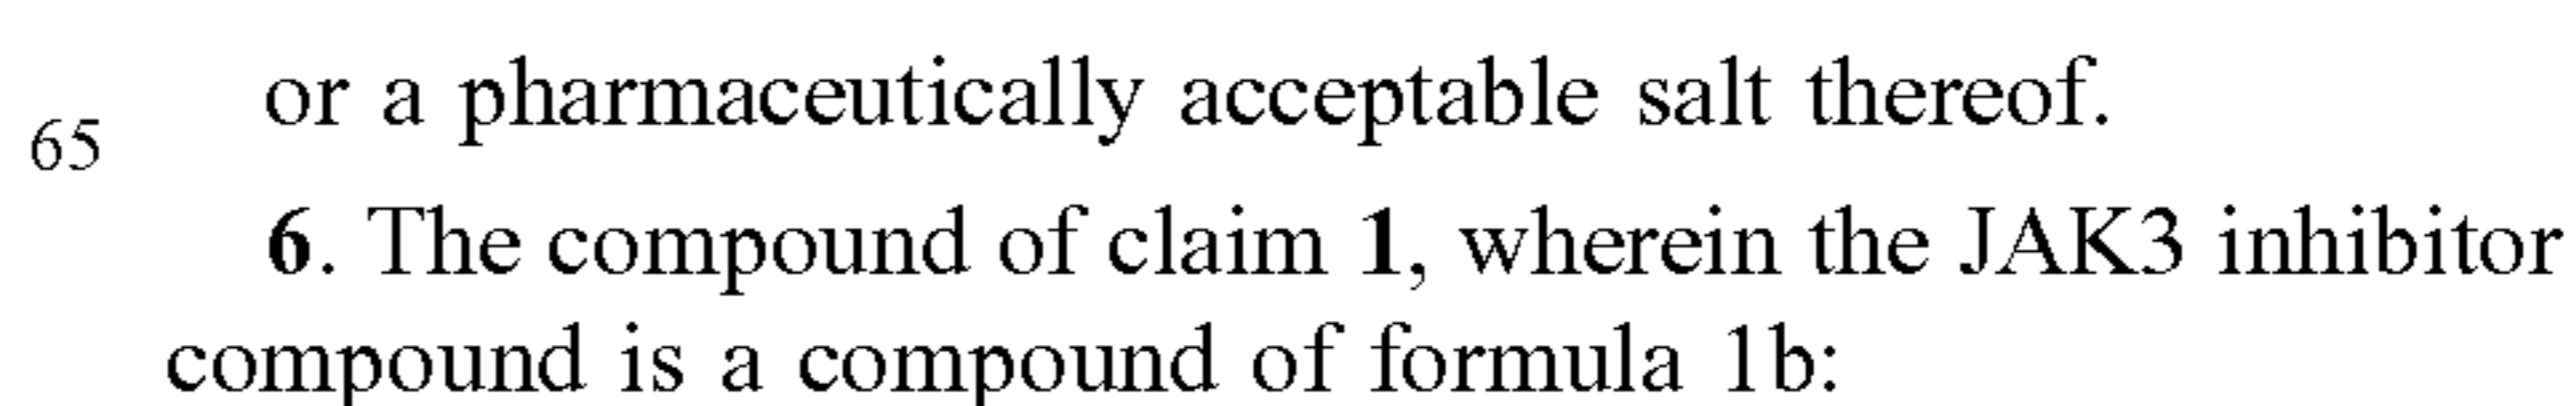 or a pharmaceutically acceptable salt thereof.
65
6. The compound of claim 1, wherein the JAK3 inhibitor
compound is a compound of formula 1b: